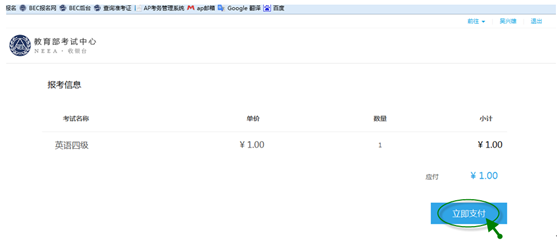 报名 BEC报名网 BEC后台 查询准考证 AP考务管理系统 ap邮箱 Google 翻译 百度
前往 退出
教育部考试中心
NEEA · 收银台
报考信息
考试名称 单价 数量 小计
英语四级 ¥ 1.00 1 ¥ 1.00
应付 ¥ 1.00
立即支付